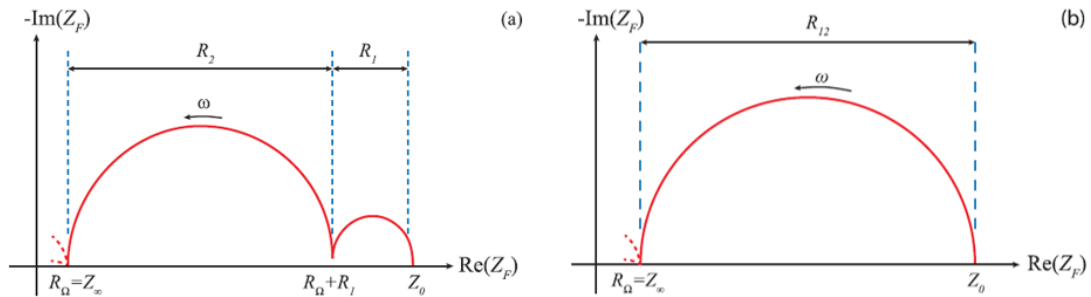 -Im(Z_F)
(a)
R_2
R_1
ω
Re(Z_F)
R_Ω=Z_∞
R_Ω+R_1
Z_0
-Im(Z_F)
(b)
R_12
ω
Re(Z_F)
R_Ω=Z_∞
Z_0